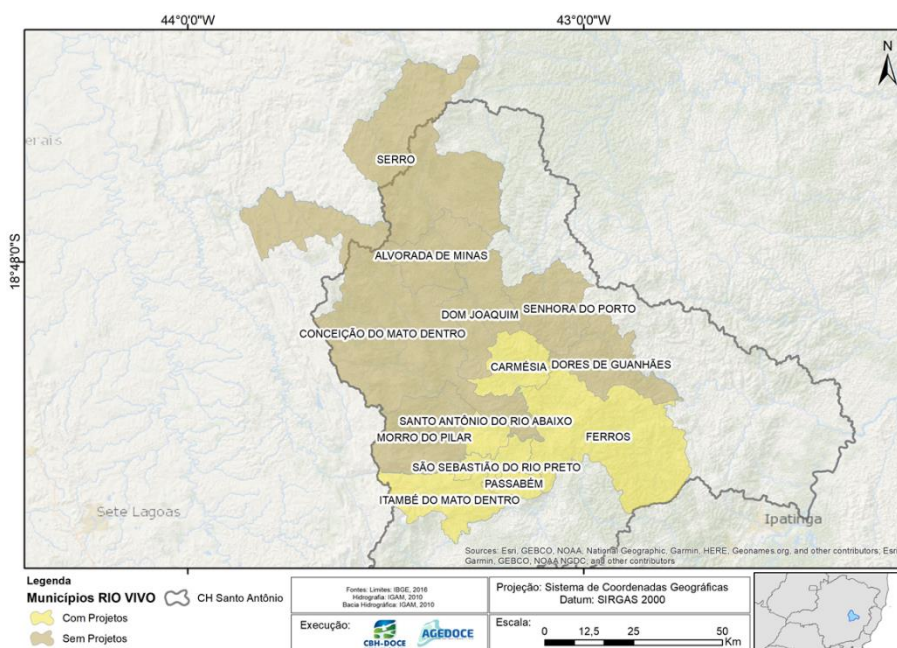 44°0'0"W
43°0'0"W
N
erais
18°48'0"S
SERRO
ALVORADA DE MINAS
DOM JOAQUIM
SENHORA DO PORTO
CONCEIÇÃO DO MATO DENTRO
CARMÉSIA
DORES DE GUANHÃES
SANTO ANTÔNIO DO RIO ABAIXO
MORRO DO PILAR
FERROS
SÃO SEBASTIÃO DO RIO PRETO
PASSABÉM
ITAMBÉ DO MATO DENTRO
Sete Lagoas
Ipatinga
Sources: Esri, GEBCO, NOAA, National Geographic, Garmin, HERE, Geonames.org, and other contributors; Esri,
Garmin, GEBCO, NOAA NGDC, and other contributors
Legenda
Municípios RIO VIVO
CH Santo Antônio
Com Projetos
Sem Projetos
Fontes: Limites: IBGE, 2016
Hidrografia: IGAM, 2010
Bacia Hidrográfica: IGAM, 2010
Execução:
CBH-DOCE
AGEDOCE
Projeção: Sistema de Coordenadas Geográficas
Datum: SIRGAS 2000
Escala:
0 12,5 25 50
Km